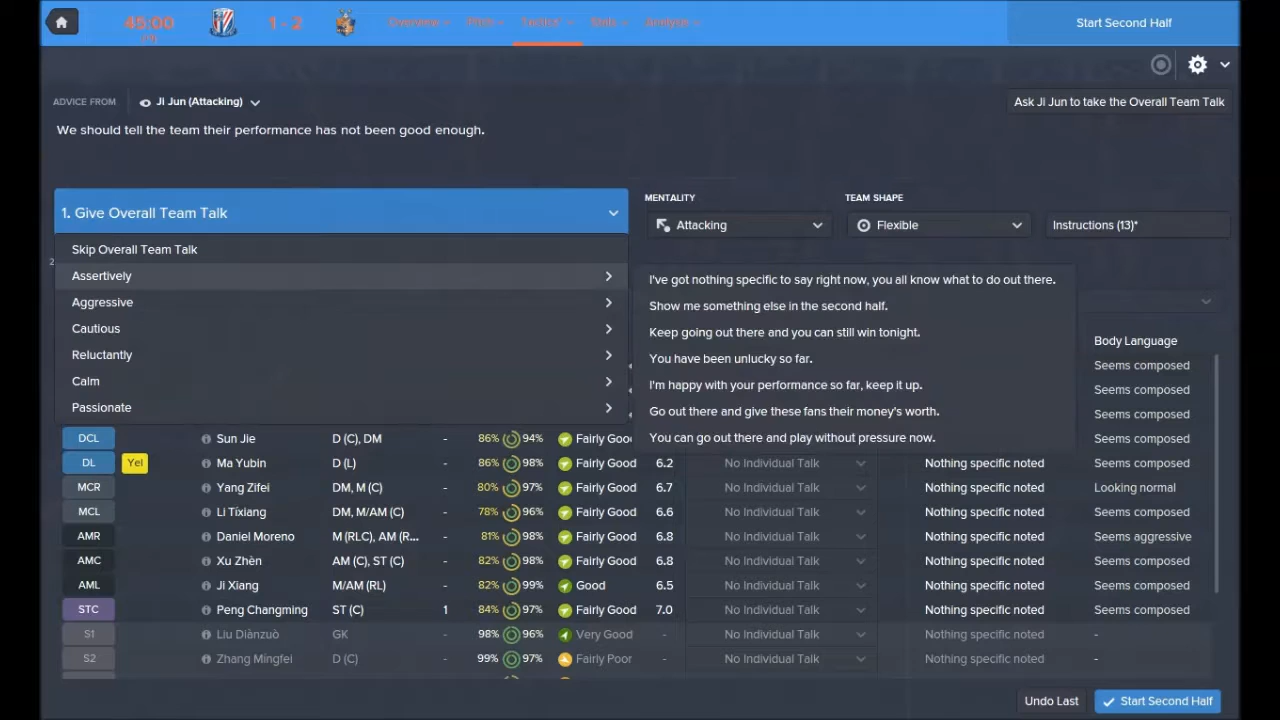 45:00 1 - 2 Overview Pitch Tactics Stats Analysis Start Second Half
ADVICE FROM Ji Jun (Attacking) Ask Ji Jun to take the Overall Team Talk
We should tell the team their performance has not been good enough.
1. Give Overall Team Talk
MENTALITY TEAM SHAPE
Attacking Flexible Instructions (13)*
Skip Overall Team Talk
Assertively
Aggressive
Cautious
Reluctantly
Calm
Passionate
I've got nothing specific to say right now, you all know what to do out there.
Show me something else in the second half.
Keep going out there and you can still win tonight.
You have been unlucky so far.
I'm happy with your performance so far, keep it up.
Go out there and give these fans their money's worth.
You can go out there and play without pressure now.
Body Language
Seems composed
Seems composed
Seems composed
DCL Sun Jie D (C), DM - 86% 94% Fairly Good Seems composed
DL Yel Ma Yubin D (L) - 86% 98% Fairly Good 6.2 No Individual Talk Nothing specific noted Seems composed
MCR Yang Zifei DM, M (C) - 80% 97% Fairly Good 6.7 No Individual Talk Nothing specific noted Looking normal
MCL Li Tíxiang DM, M/AM (C) - 78% 96% Fairly Good 6.6 No Individual Talk Nothing specific noted Seems composed
AMR Daniel Moreno M (RLC), AM (R... - 81% 98% Fairly Good 6.8 No Individual Talk Nothing specific noted Seems aggressive
AMC Xu Zhèn AM (C), ST (C) - 82% 98% Fairly Good 6.8 No Individual Talk Nothing specific noted Seems composed
AML Ji Xiang M/AM (RL) - 82% 99% Good 6.5 No Individual Talk Nothing specific noted Seems composed
STC Peng Changming ST (C) 1 84% 97% Fairly Good 7.0 No Individual Talk Nothing specific noted Seems composed
S1 Liu Diànzuò GK 98% 96% Very Good - No Individual Talk Nothing specific noted -
S2 Zhang Mingfei D (C) 99% 97% Fairly Poor - No Individual Talk Nothing specific noted -
Undo Last Start Second Half